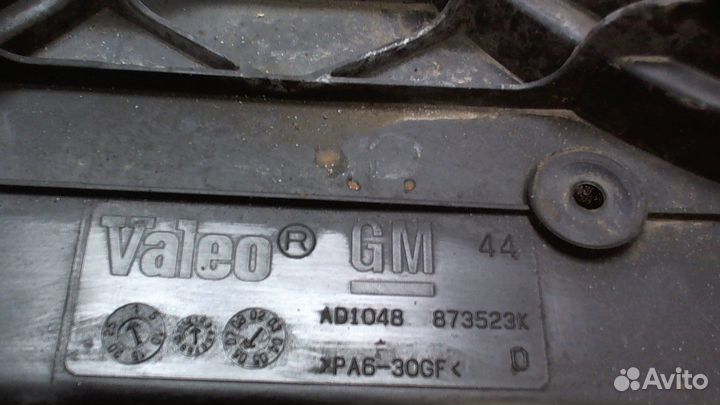 Valeo® GM 44
AD1048 873523K
>PA6-30GF< D
Avito